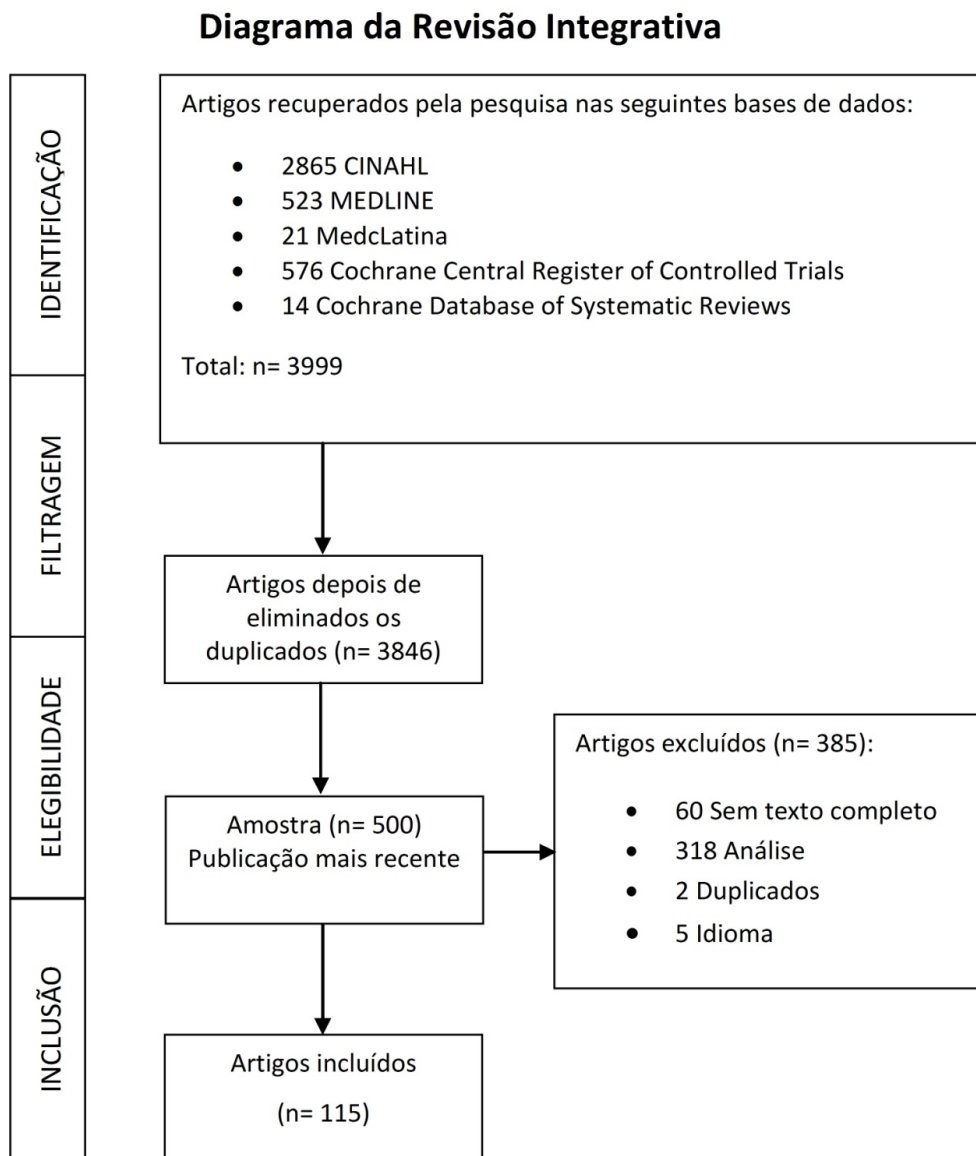 Diagrama da Revisão Integrativa
IDENTIFICAÇÃO
Artigos recuperados pela pesquisa nas seguintes bases de dados:
• 2865 CINAHL
• 523 MEDLINE
• 21 MedcLatina
• 576 Cochrane Central Register of Controlled Trials
• 14 Cochrane Database of Systematic Reviews
Total: n= 3999
FILTRAGEM
Artigos depois de
eliminados os
duplicados (n= 3846)
ELEGIBILIDADE
Amostra (n= 500)
Publicação mais recente
Artigos excluídos (n= 385):
• 60 Sem texto completo
• 318 Análise
• 2 Duplicados
• 5 Idioma
INCLUSÃO
Artigos incluídos
(n= 115)